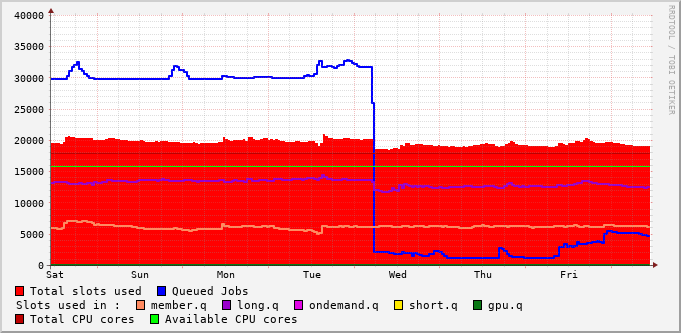 40000
35000
30000
25000
20000
15000
10000
5000
0
Sat Sun Mon Tue Wed Thu Fri
RRDTOOL / TOBI OETIKER
Total slots used Queued Jobs
Slots used in : member.q long.q ondemand.q short.q gpu.q
Total CPU cores Available CPU cores